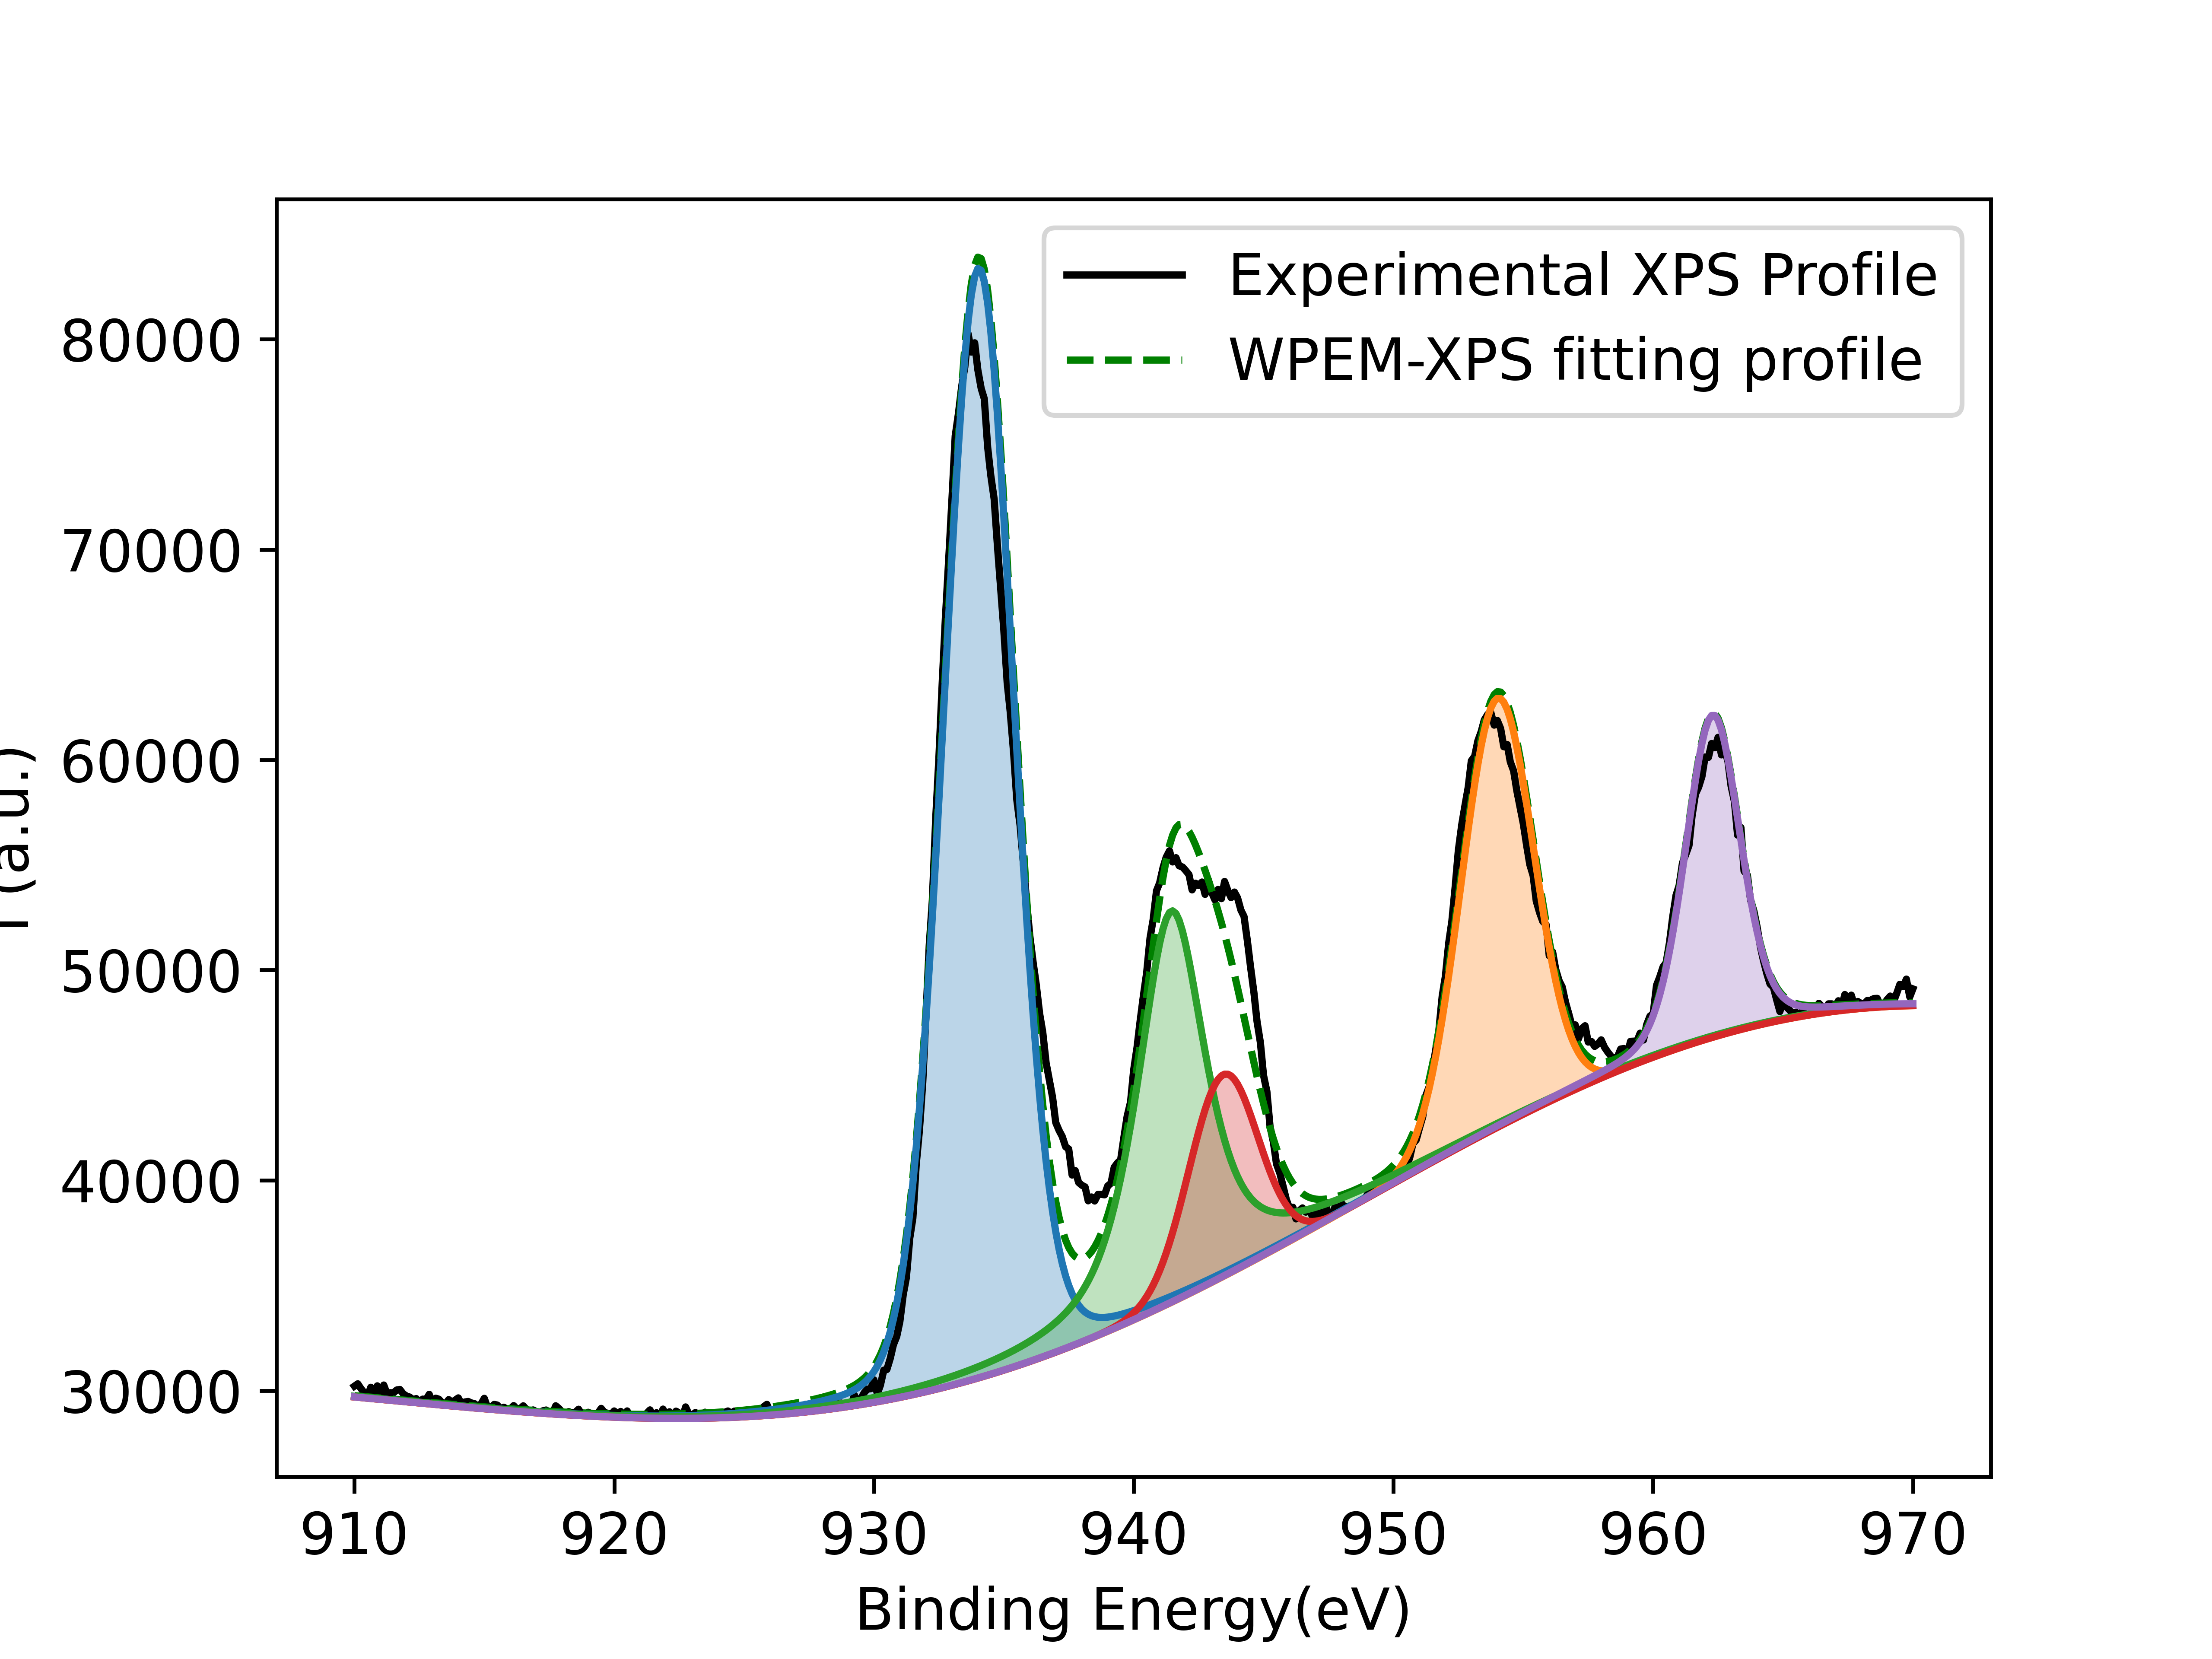 Experimental XPS Profile
WPEM-XPS fitting profile
80000
70000
60000
50000
40000
30000
(a.u.)
910 920 930 940 950 960 970
Binding Energy(eV)